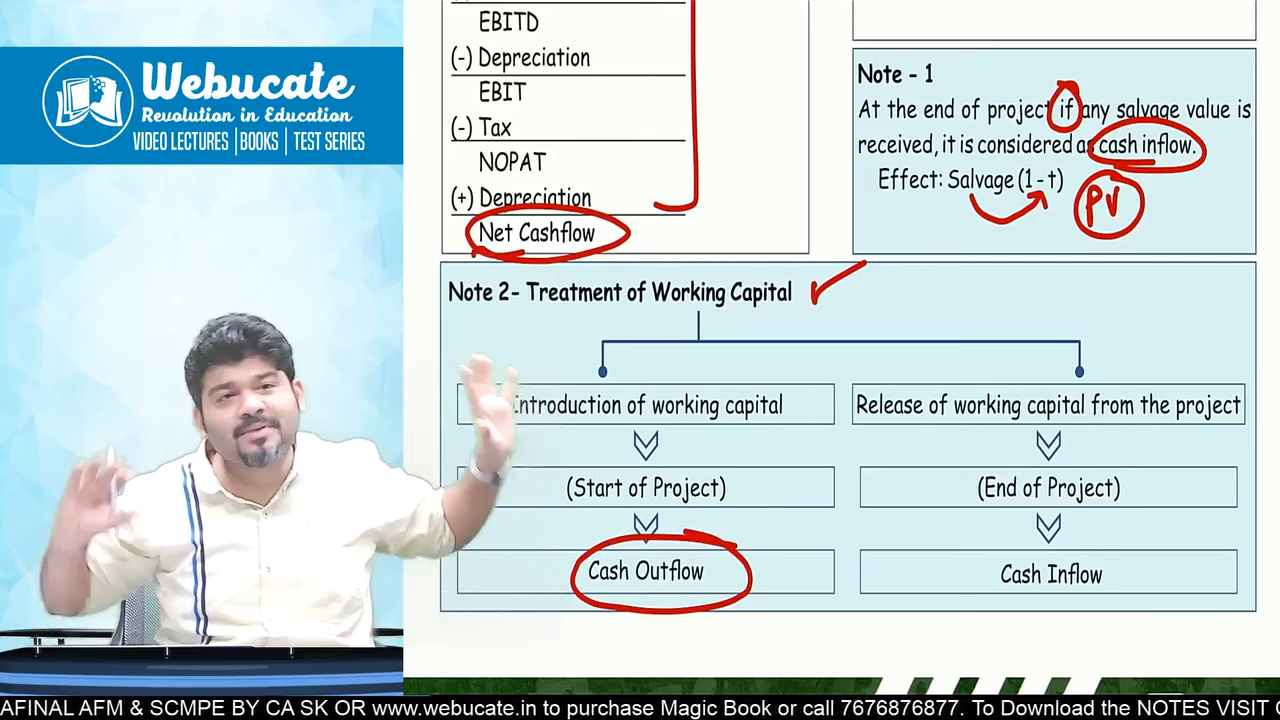 Webucate
Revolution in Education
VIDEO LECTURES | BOOKS | TEST SERIES
EBITD
(-) Depreciation
EBIT
(-) Tax
NOPAT
(+) Depreciation
Net Cashflow
Note - 1
At the end of project if any salvage value is
received, it is considered as cash inflow.
Effect: Salvage (1 - t)
PV
Note 2- Treatment of Working Capital
Introduction of working capital
Release of working capital from the project
(Start of Project)
(End of Project)
Cash Outflow
Cash Inflow
AFINAL AFM & SCMPE BY CA SK OR www.webucate.in to purchase Magic Book or call 7676876877. To Download the NOTES VISIT